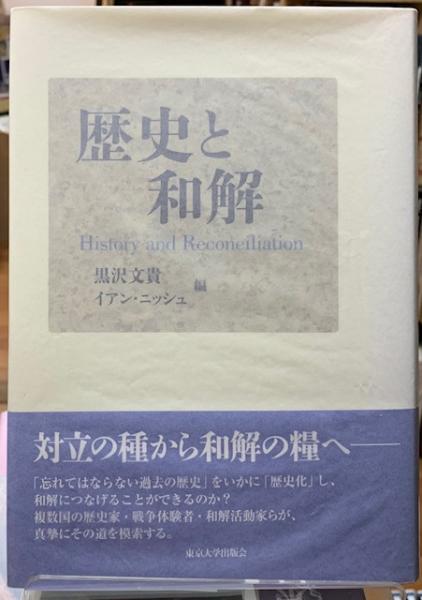 歴史と
和解
History and Reconciliation
黒沢文貴
イアン・ニッシュ
編
対立の種から和解の糧へ——
「忘れてはならない過去の歴史」をいかに「歴史化」し、
和解につなげることができるのか？
複数国の歴史家・戦争体験者・和解活動家らが、
真摯にその道を模索する。
東京大学出版会